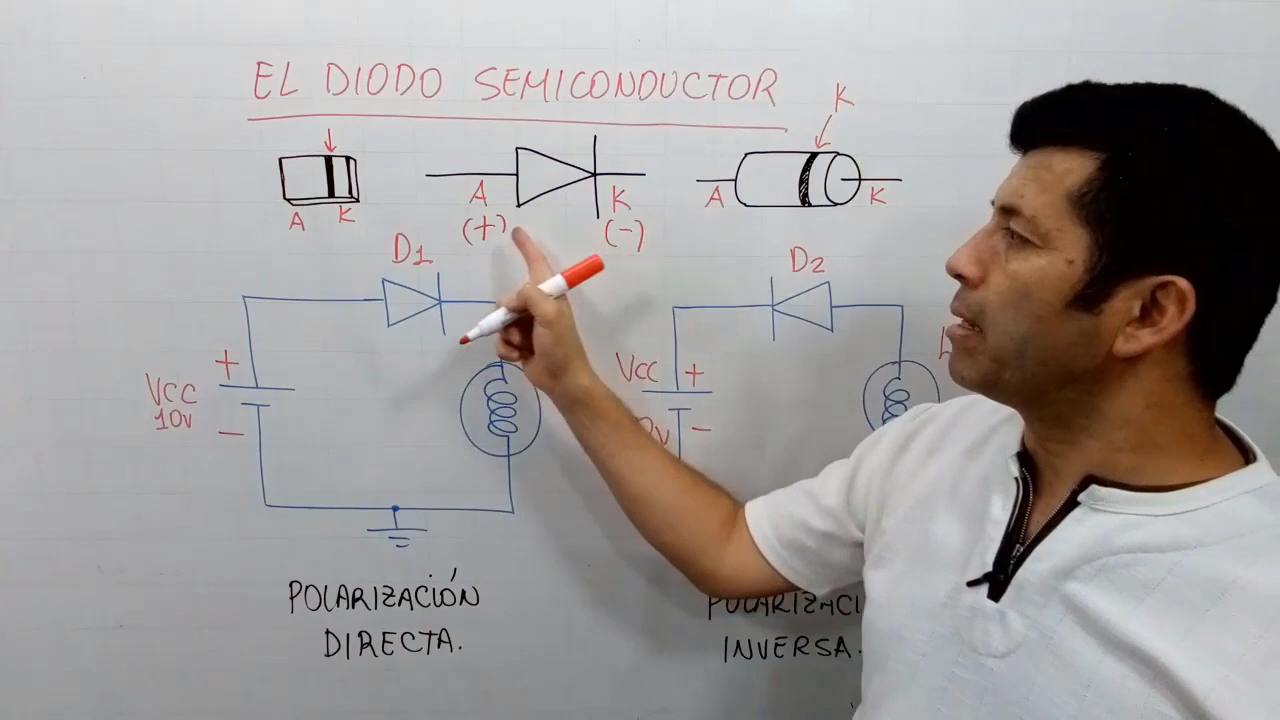 EL DIODO SEMICONDUCTOR
K
A K
A K
(+) (-)
A K
D1
D2
+
VCC
10V
-
VCC +
-
POLARIZACIÓN
DIRECTA.
INVERSA.